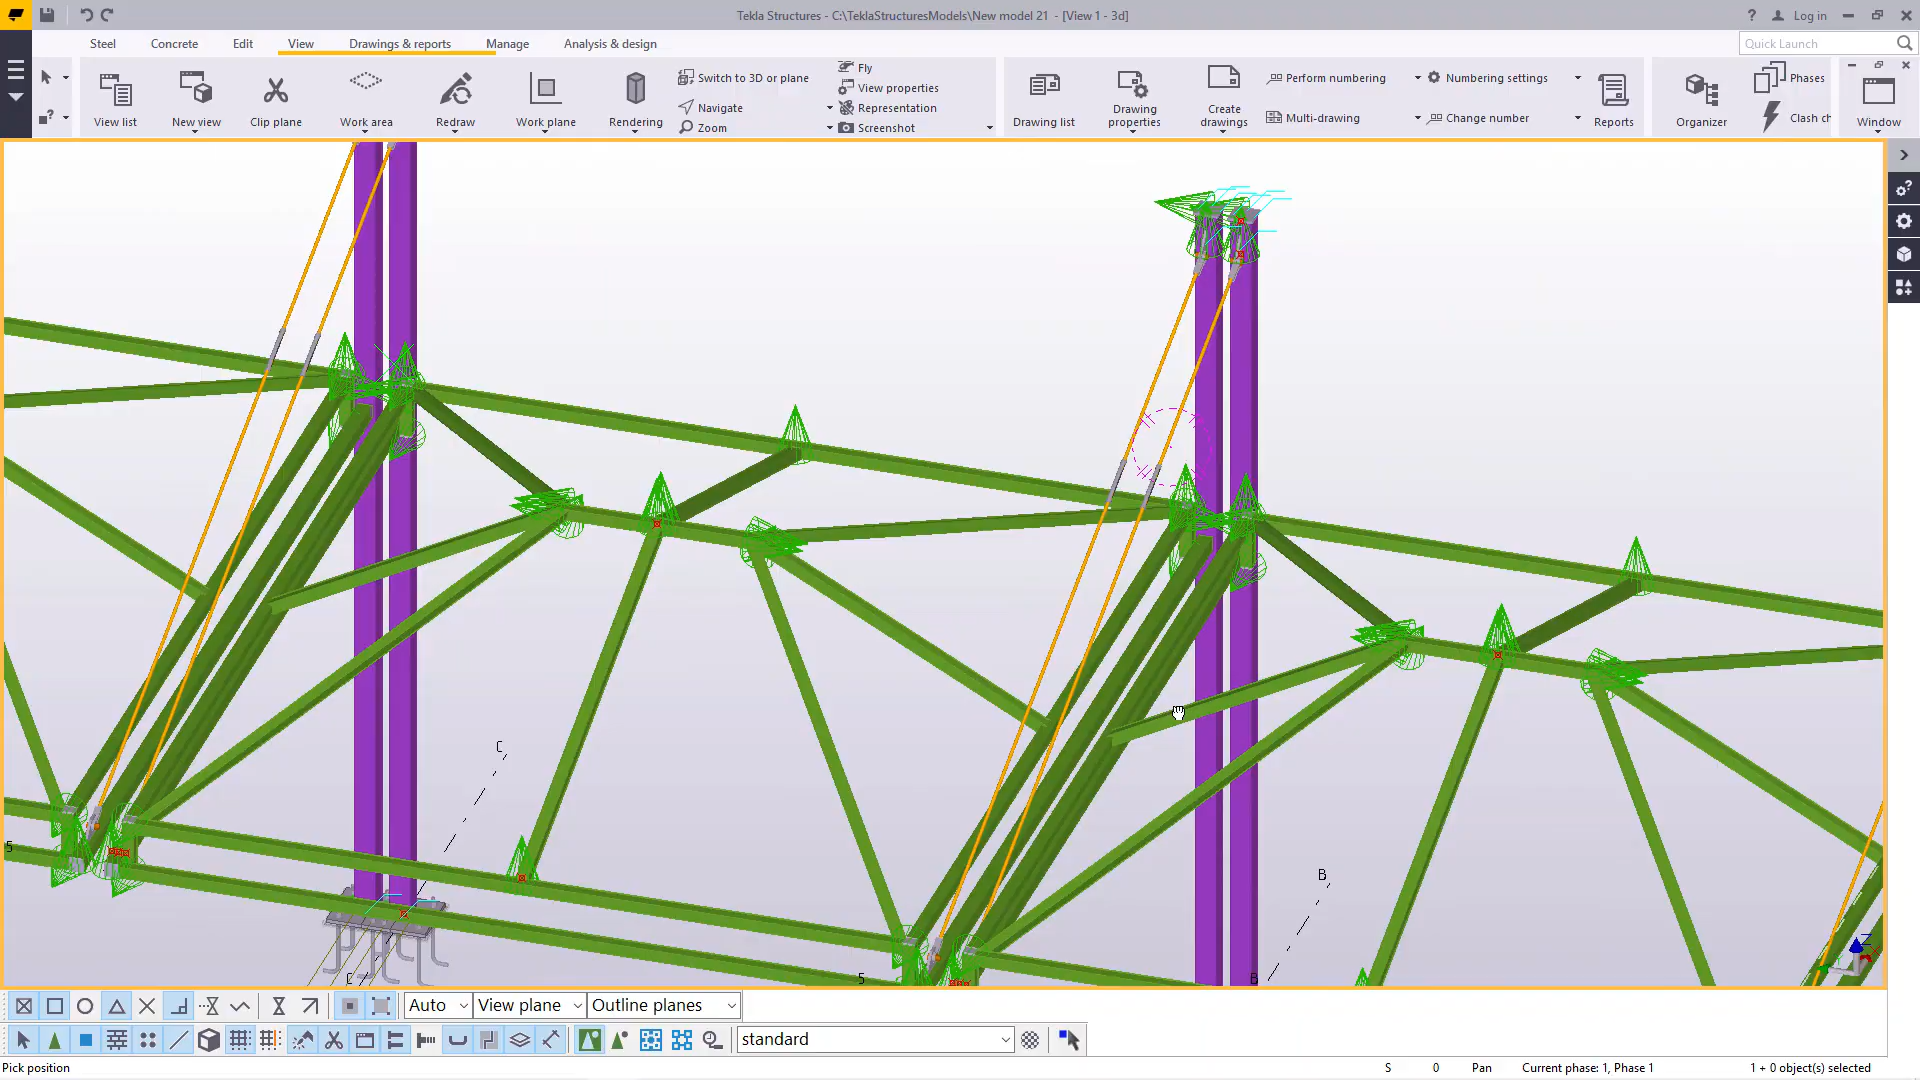 Tekla Structures - C:\TeklaStructuresModels\New model 21 - [View 1 - 3d]
? Log in
Steel Concrete Edit View Drawings & reports Manage Analysis & design
Quick Launch
View list
New view
Clip plane
Work area
Redraw
Work plane
Rendering
Switch to 3D or plane
Navigate
Zoom
Fly
View properties
Representation
Screenshot
Drawing list
Drawing properties
Create drawings
Perform numbering
Multi-drawing
Numbering settings
Change number
Reports
Organizer
Phases
Clash ch
Window
C
B
5
C
5
B
Z
Auto View plane Outline planes
standard
Pick position S 0 Pan Current phase: 1, Phase 1 1 + 0 object(s) selected